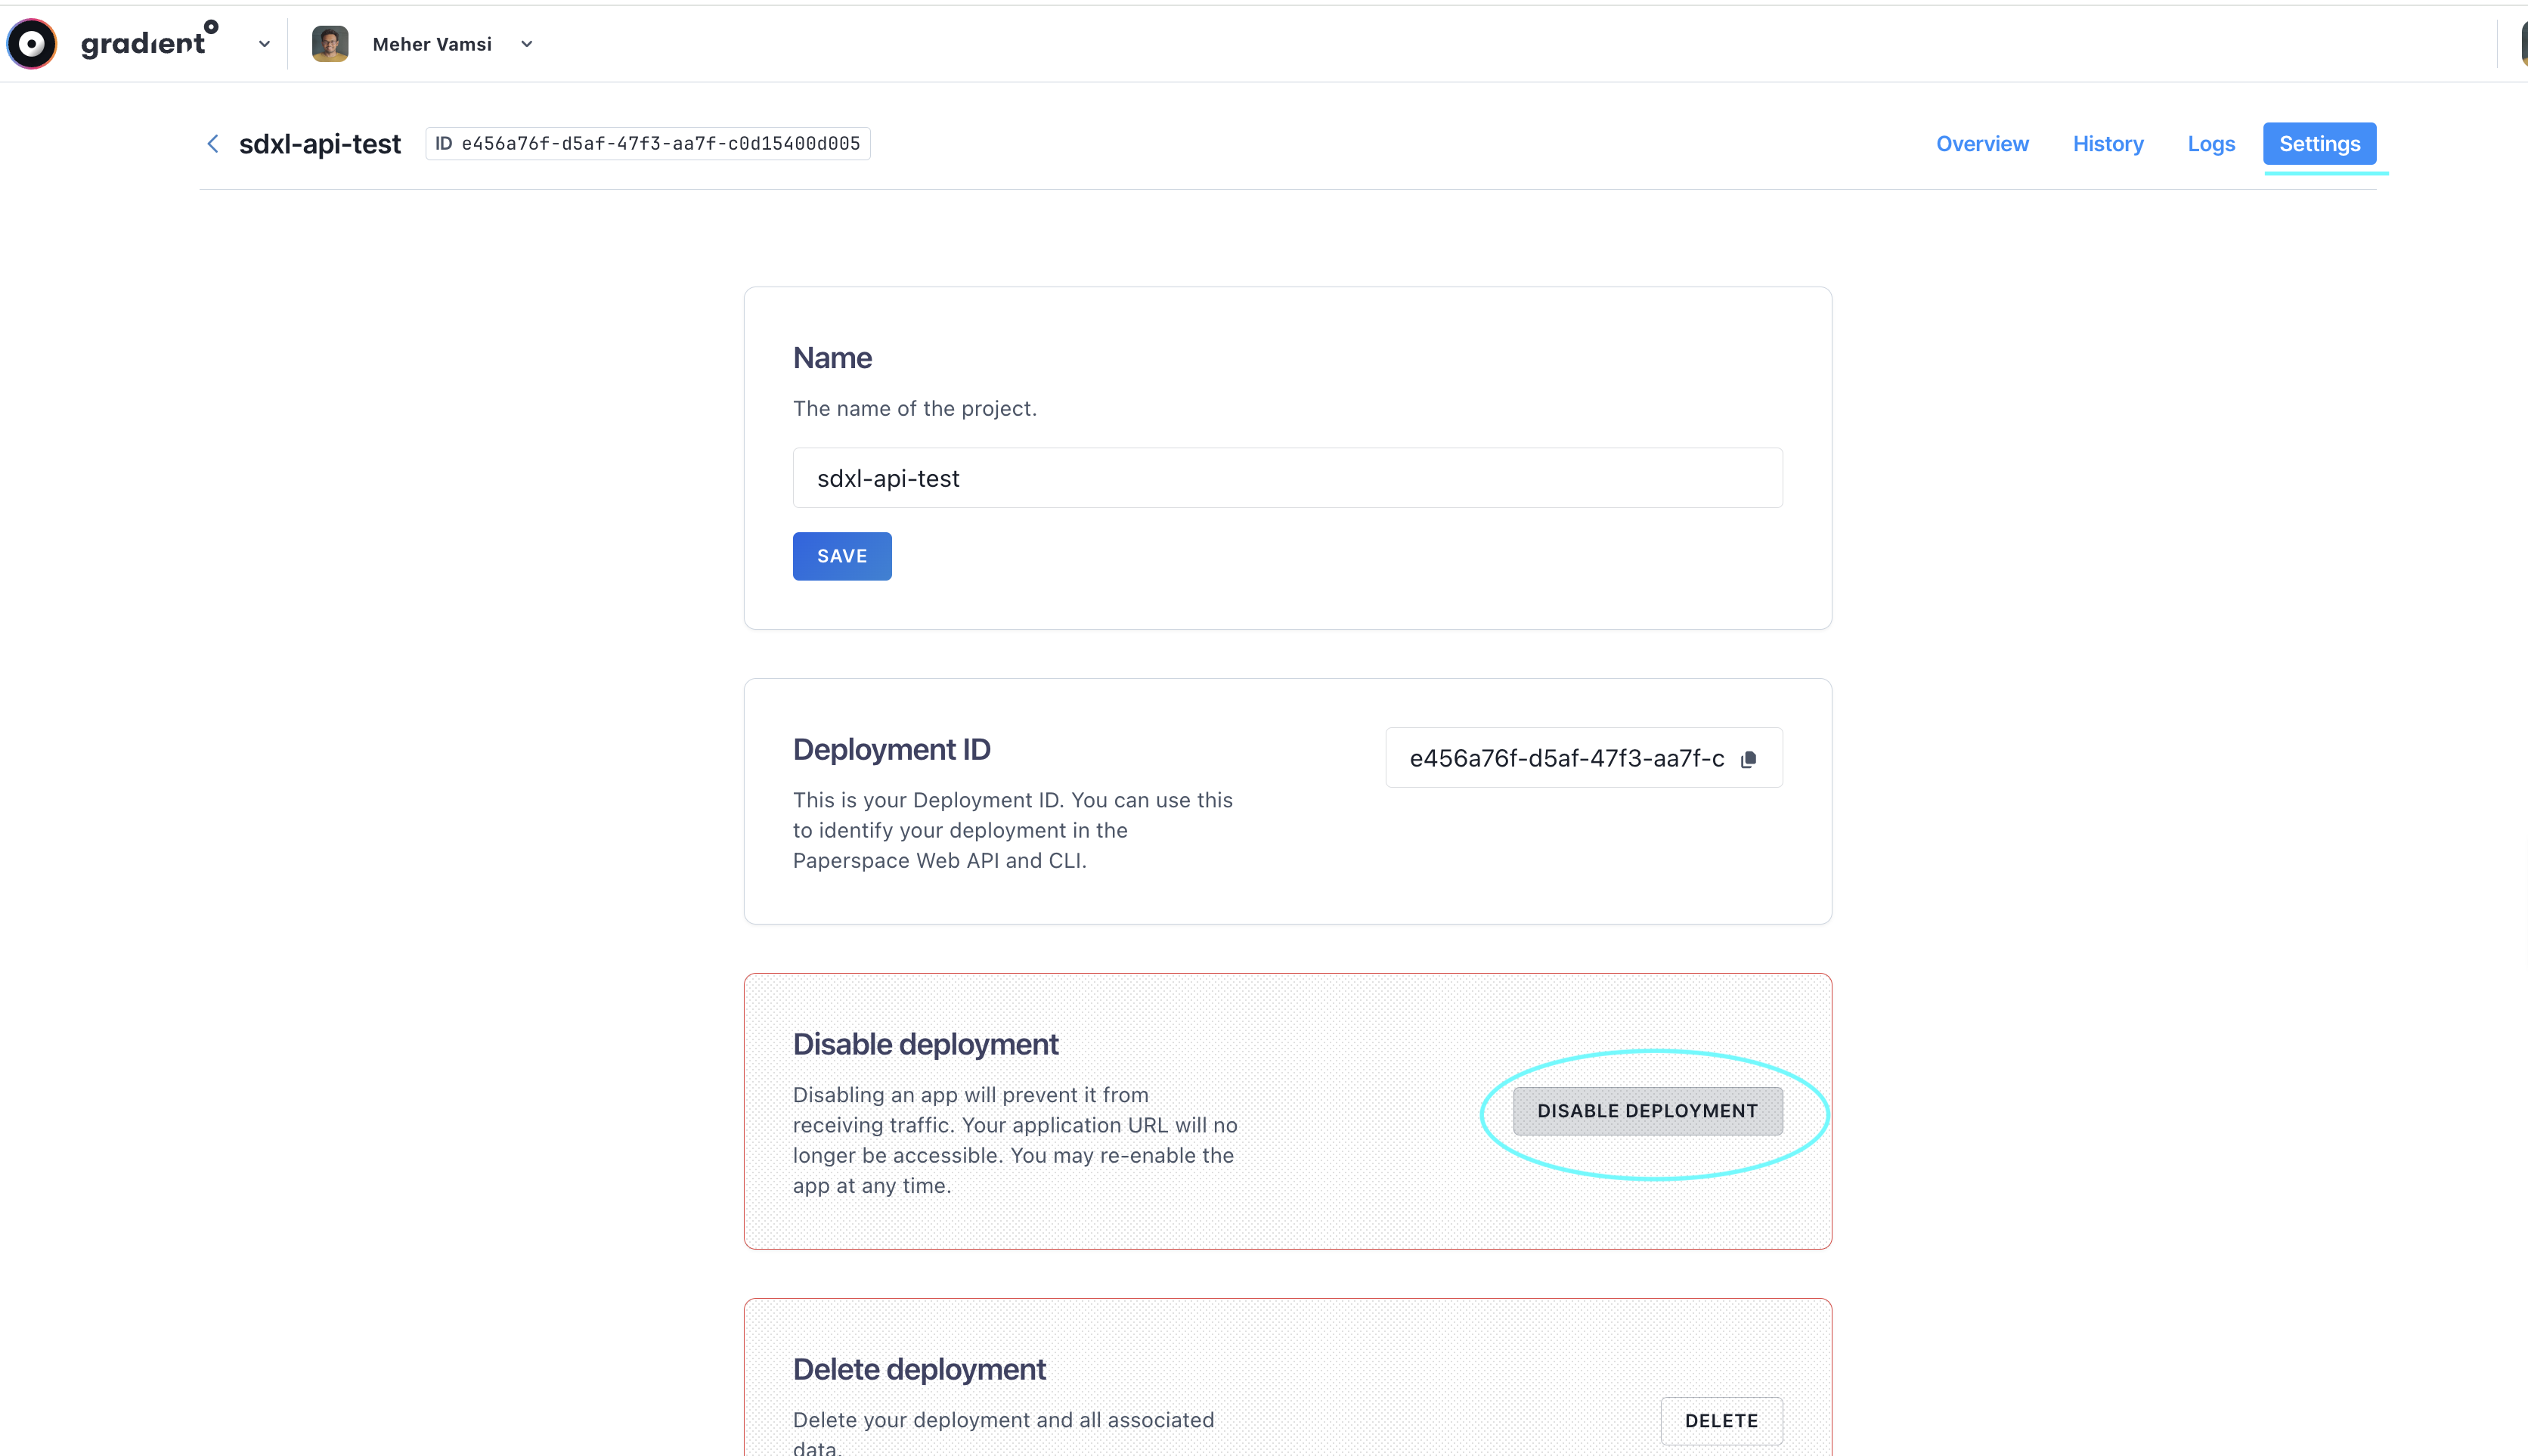 gradient
Meher Vamsi
sdxl-api-test
ID e456a76f-d5af-47f3-aa7f-c0d15400d005
Overview
History
Logs
Settings
Name
The name of the project.
sdxl-api-test
SAVE
Deployment ID
e456a76f-d5af-47f3-aa7f-c
This is your Deployment ID. You can use this
to identify your deployment in the
Paperspace Web API and CLI.
Disable deployment
Disabling an app will prevent it from
receiving traffic. Your application URL will no
longer be accessible. You may re-enable the
app at any time.
DISABLE DEPLOYMENT
Delete deployment
Delete your deployment and all associated
data.
DELETE